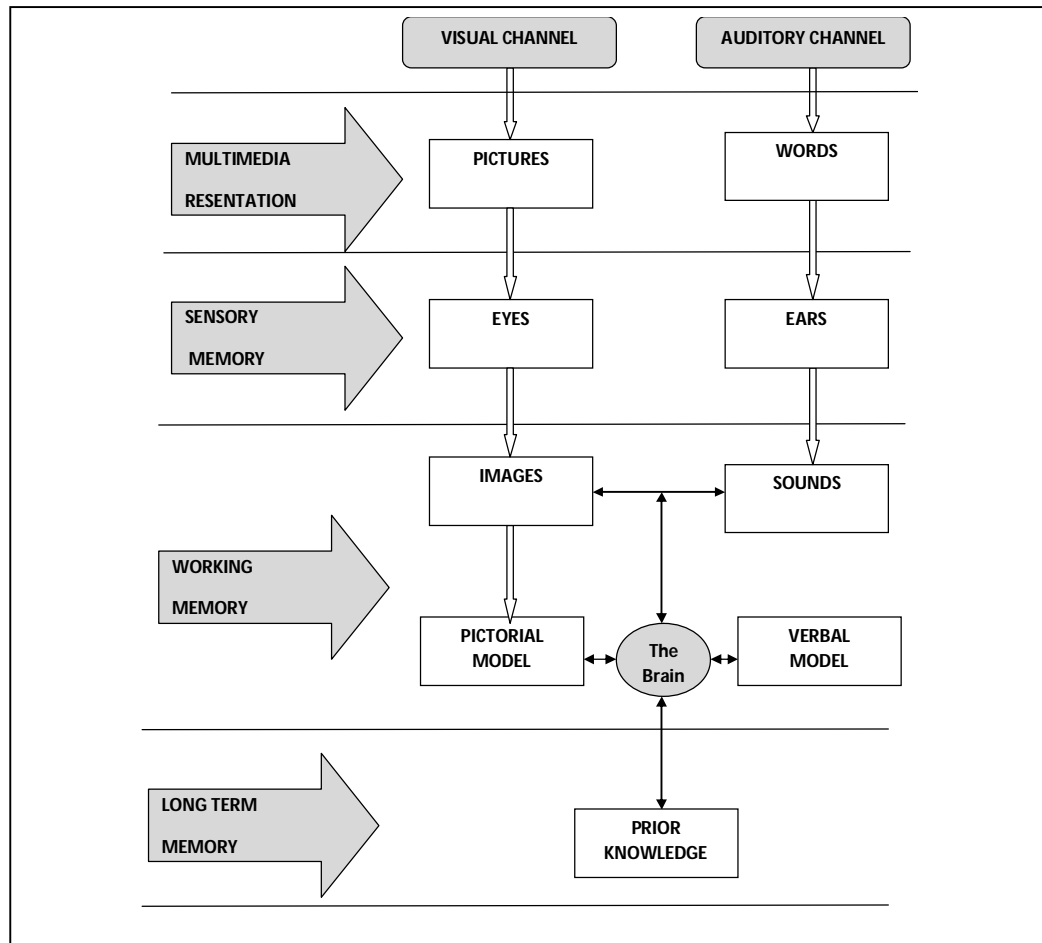 VISUAL CHANNEL
AUDITORY CHANNEL
MULTIMEDIA
RESENTATION
PICTURES
WORDS
SENSORY
MEMORY
EYES
EARS
IMAGES
SOUNDS
WORKING
MEMORY
PICTORIAL
MODEL
The
Brain
VERBAL
MODEL
LONG TERM
MEMORY
PRIOR
KNOWLEDGE